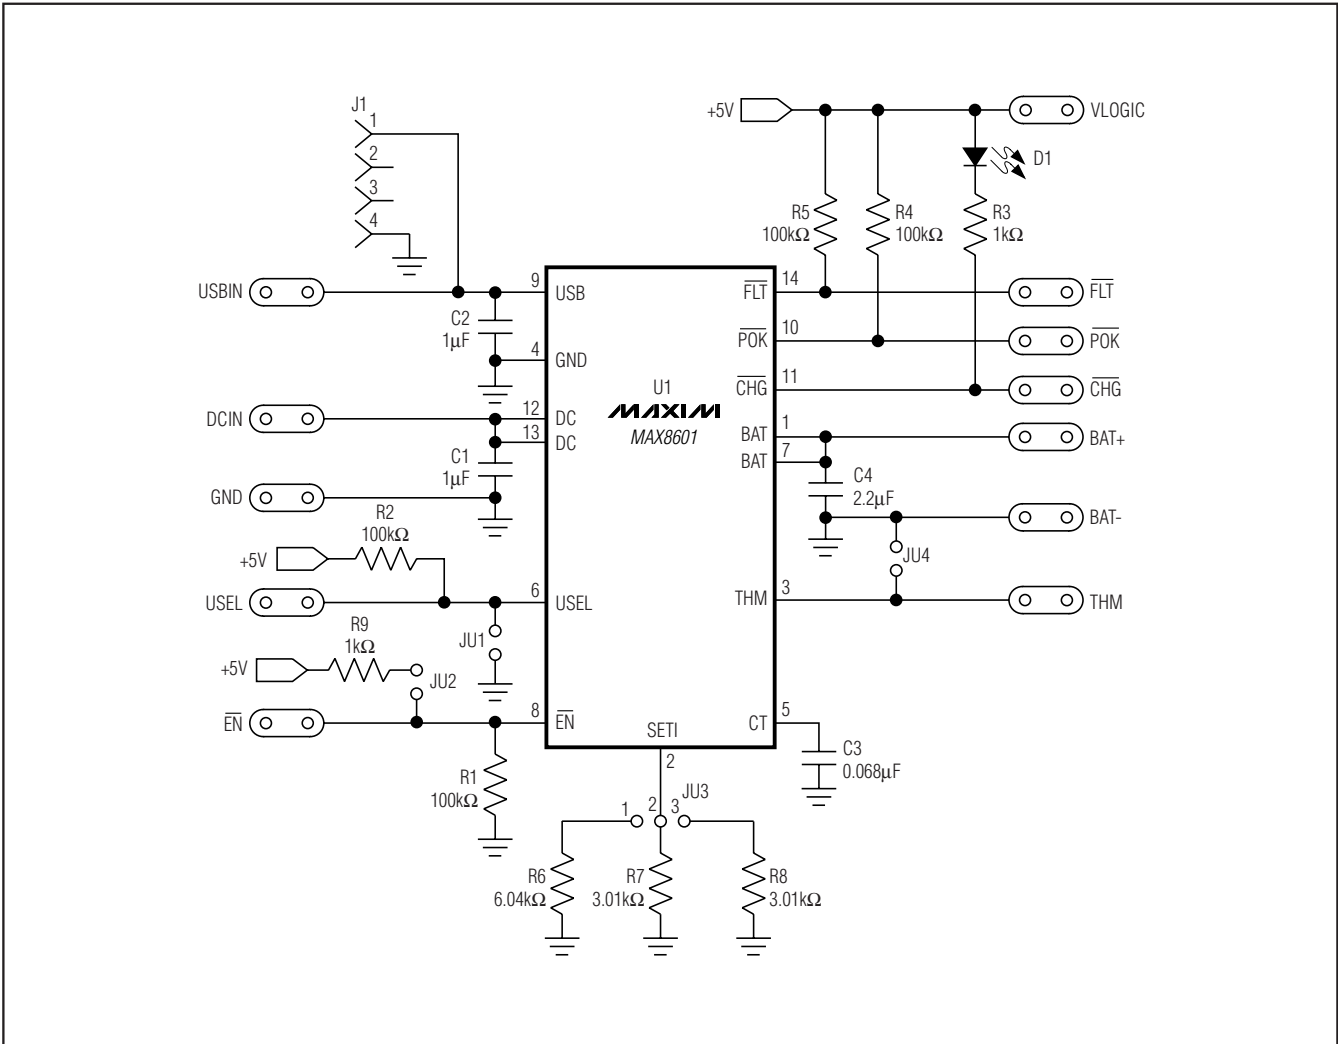 J1
1
2
3
4
+5V
VLOGIC
D1
R5
100kΩ
R4
100kΩ
R3
1kΩ
USBIN
9
USB
C2
1µF
4
GND
14
FLT
FLT
10
POK
POK
11
CHG
CHG
U1
MAXIM
MAX8601
DCIN
12
DC
13
DC
C1
1µF
GND
1
BAT
BAT+
7
BAT
C4
2.2µF
BAT-
R2
100kΩ
+5V
JU4
USEL
6
USEL
3
THM
THM
JU1
R9
1kΩ
+5V
JU2
EN
8
EN
SETI
2
5
CT
C3
0.068µF
R1
100kΩ
JU3
1
2
3
R6
6.04kΩ
R7
3.01kΩ
R8
3.01kΩ